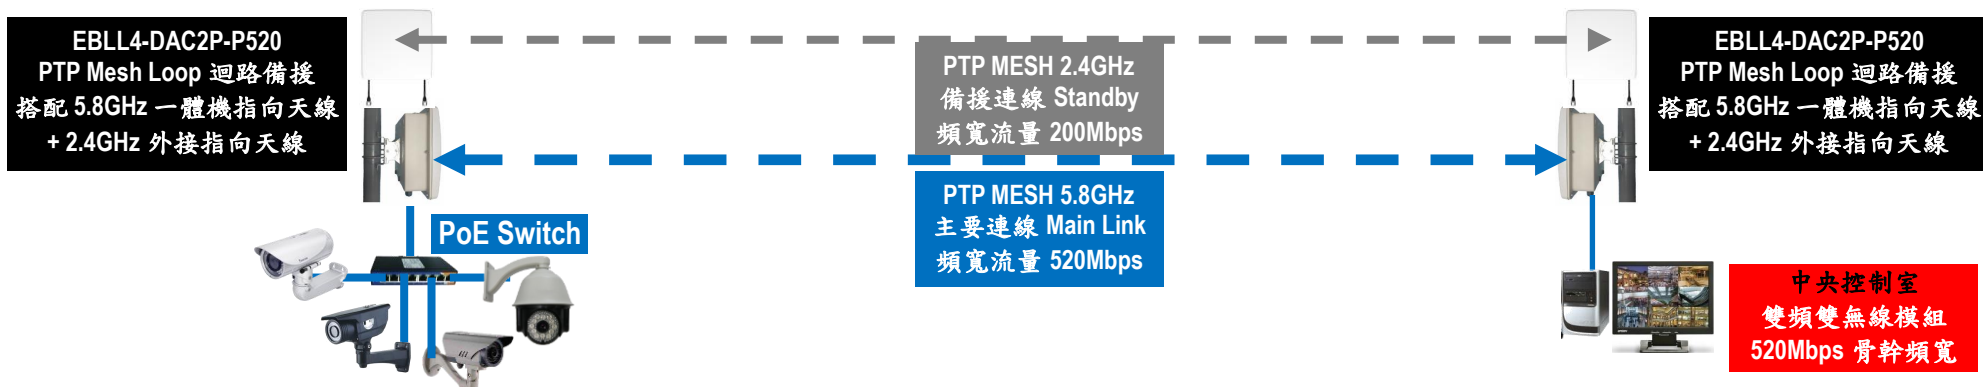 EBLL4-DAC2P-P520
PTP Mesh Loop 迴路備援
搭配 5.8GHz 一體機指向天線
+ 2.4GHz 外接指向天線
PTP MESH 2.4GHz
備援連線 Standby
頻寬流量 200Mbps
EBLL4-DAC2P-P520
PTP Mesh Loop 迴路備援
搭配 5.8GHz 一體機指向天線
+ 2.4GHz 外接指向天線
PTP MESH 5.8GHz
主要連線 Main Link
頻寬流量 520Mbps
PoE Switch
中央控制室
雙頻雙無線模組
520Mbps 骨幹頻寬